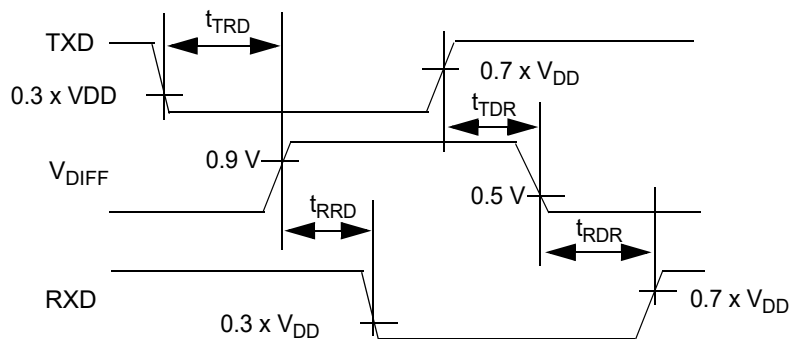 TXD
tTRD
0.3 x VDD
0.7 x VDD
tTDR
VDIFF
0.9 V
0.5 V
tRRD
tRDR
RXD
0.3 x VDD
0.7 x VDD